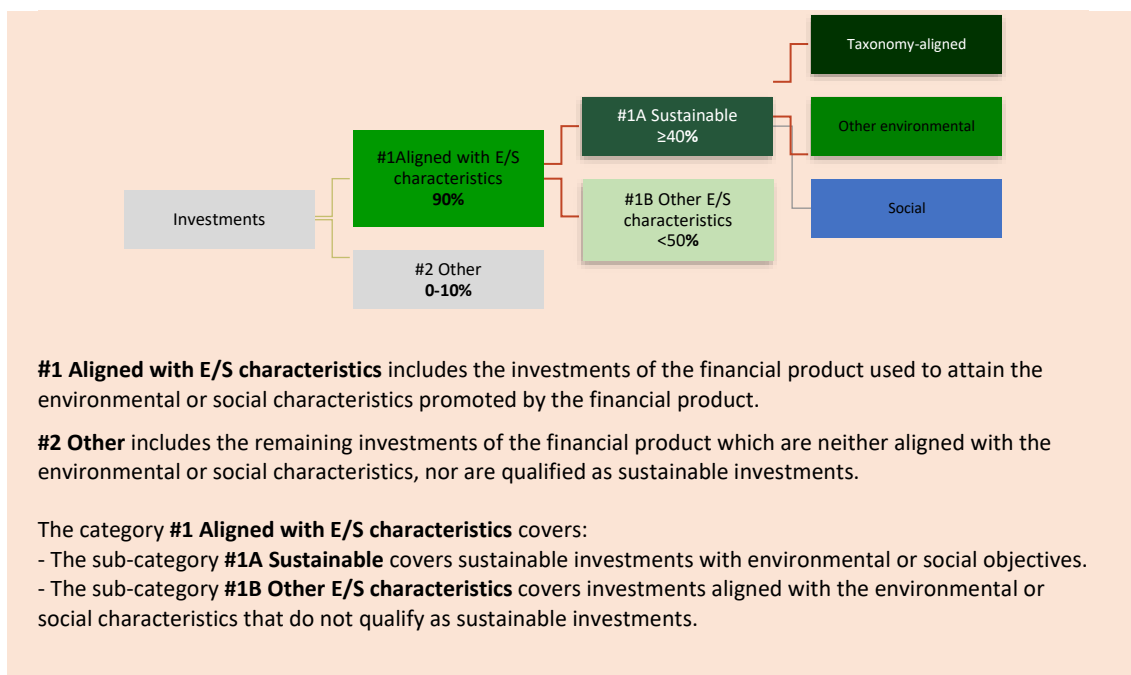 Taxonomy-aligned
#1A Sustainable
≥40%
Other environmental
#1Aligned with E/S
characteristics
90%
#1B Other E/S
characteristics
<50%
Social
Investments
#2 Other
0-10%
#1 Aligned with E/S characteristics includes the investments of the financial product used to attain the
environmental or social characteristics promoted by the financial product.
#2 Other includes the remaining investments of the financial product which are neither aligned with the
environmental or social characteristics, nor are qualified as sustainable investments.
The category #1 Aligned with E/S characteristics covers:
- The sub-category #1A Sustainable covers sustainable investments with environmental or social objectives.
- The sub-category #1B Other E/S characteristics covers investments aligned with the environmental or
social characteristics that do not qualify as sustainable investments.